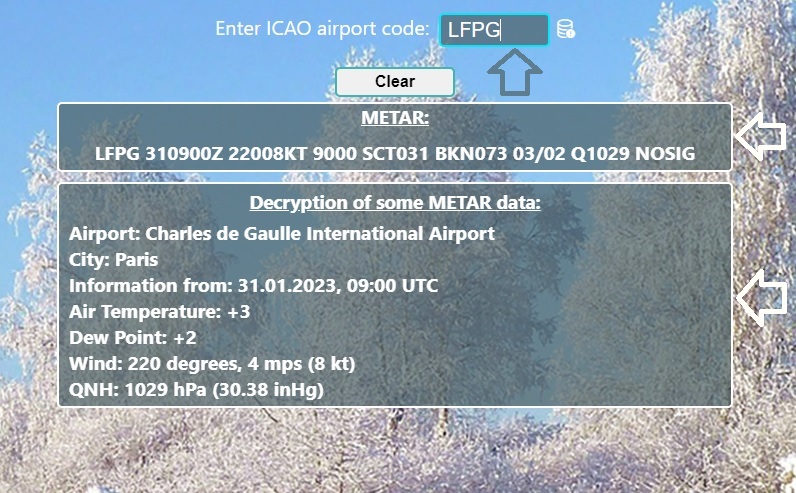 Enter ICAO airport code: LFPG
Clear
METAR:
LFPG 310900Z 22008KT 9000 SCT031 BKN073 03/02 Q1029 NOSIG
Decryption of some METAR data:
Airport: Charles de Gaulle International Airport
City: Paris
Information from: 31.01.2023, 09:00 UTC
Air Temperature: +3
Dew Point: +2
Wind: 220 degrees, 4 mps (8 kt)
QNH: 1029 hPa (30.38 inHg)